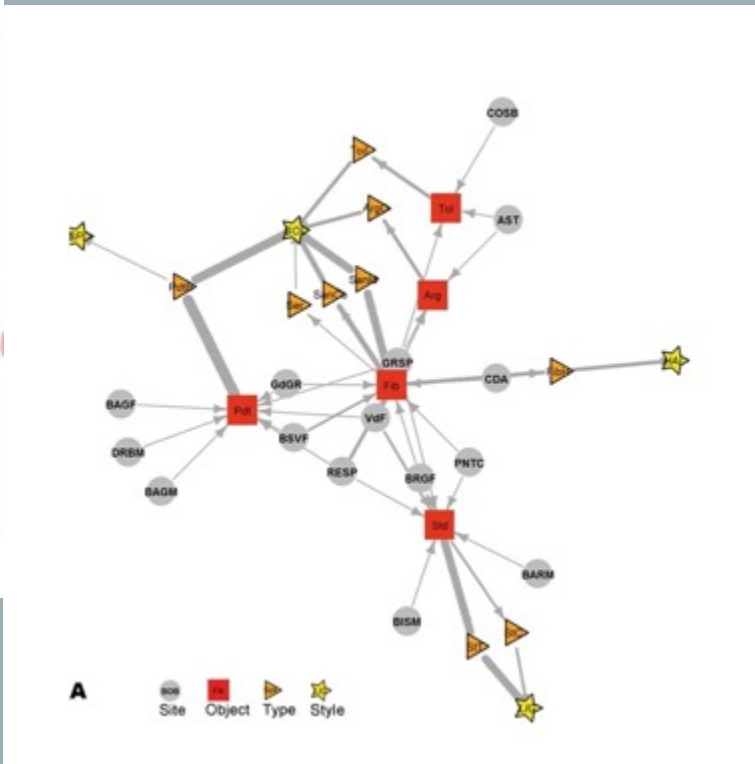 COSB
Tol
AST
Arg
GRSP
Fib
CDA
HA
GdGR
BAGF
Pdt
VdF
BSVF
DRBM
RESP
BRGF
PNTC
BAGM
Std
BARM
BISM
A
Site
Object
Type
Style